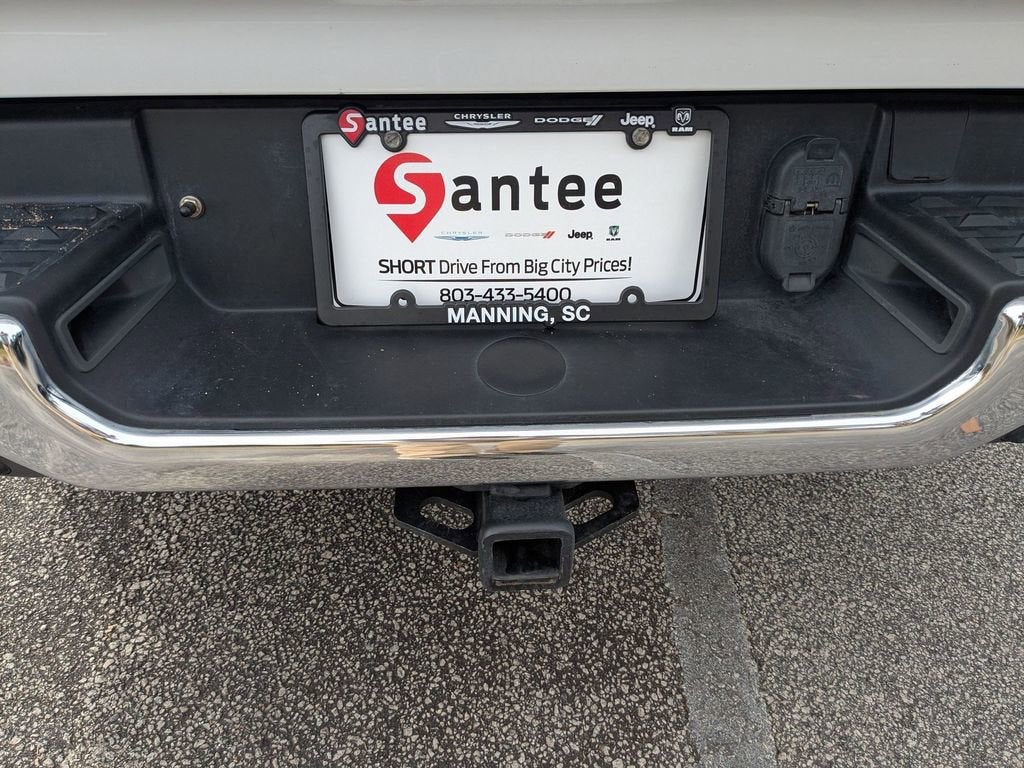 Santee CHRYSLER DODGE Jeep RAM
Santee
CHRYSLER DODGE Jeep RAM
SHORT Drive From Big City Prices!
803-433-5400
MANNING, SC